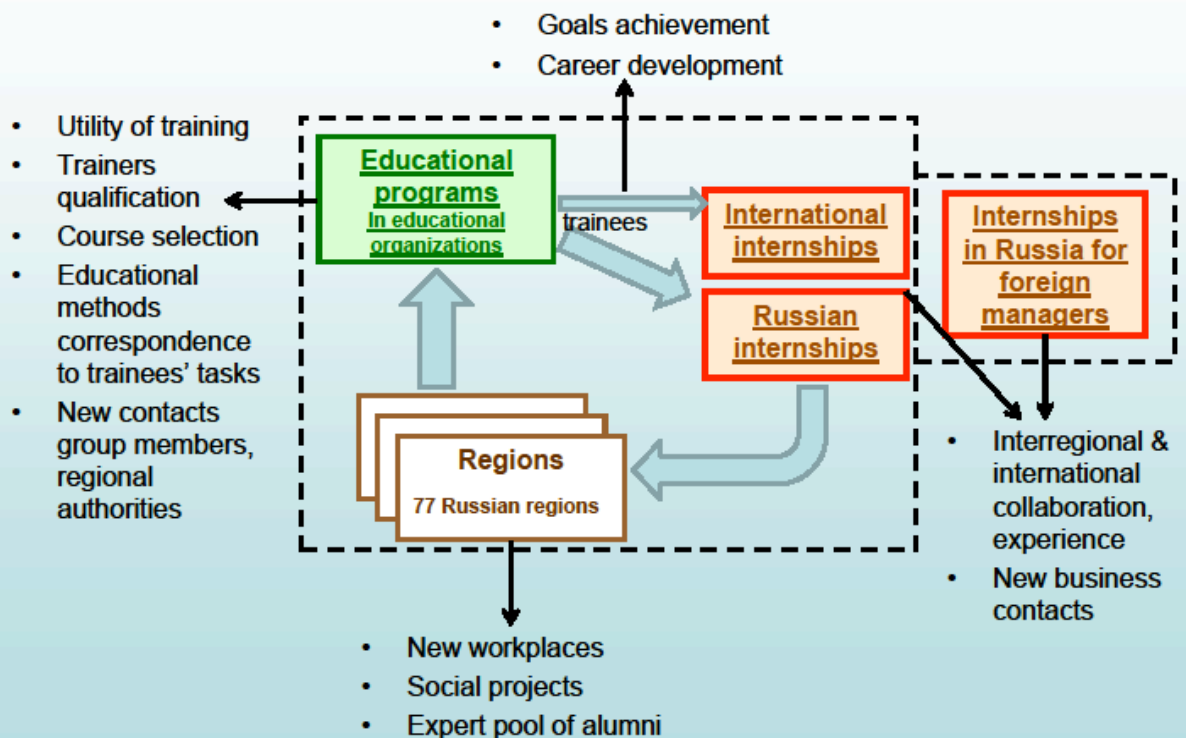 • Goals achievement
• Career development
• Utility of training
• Trainers
qualification
• Course selection
• Educational
methods
correspondence
to trainees’ tasks
• New contacts
group members,
regional
authorities
Educational
programs
In educational
organizations
trainees
International
internships
Russian
internships
Internships
in Russia for
foreign
managers
Regions
77 Russian regions
• Interregional &
international
collaboration,
experience
• New business
contacts
• New workplaces
• Social projects
• Expert pool of alumni